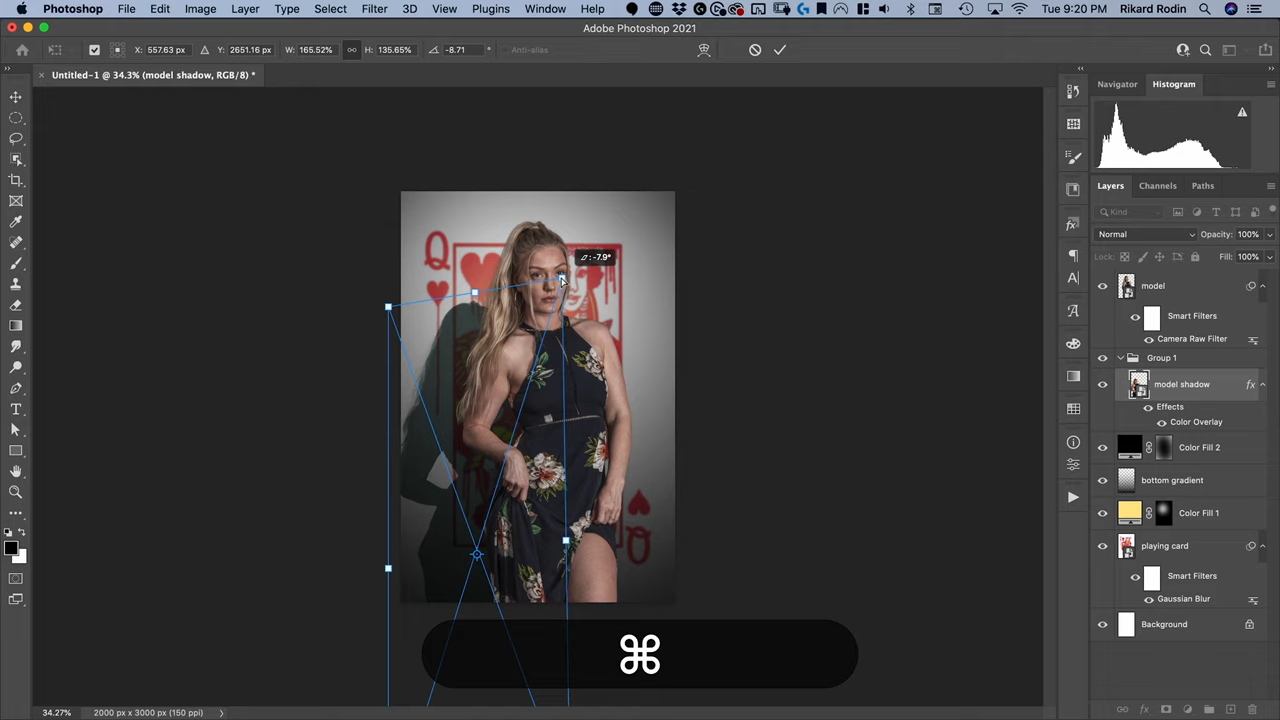 Photoshop File Edit Image Layer Type Select Filter 3D View Plugins Window Help Tue 9:20 PM Rikard Rodin
Adobe Photoshop 2021
X: 557.63 px Y: 2651.16 px W: 165.52% H: 135.65% -8.71 ° Anti-alias
Untitled-1 @ 34.3% (model shadow, RGB/8) *
Navigator Histogram
Layers Channels Paths
Kind
Normal Opacity: 100%
Lock: Fill: 100%
model
Smart Filters
Camera Raw Filter
Group 1
model shadow fx
Effects
Color Overlay
Color Fill 2
bottom gradient
Color Fill 1
playing card
Smart Filters
Gaussian Blur
Background
Q
:-7.9°
Q
⌘
34.27% 2000 px x 3000 px (150 ppi)